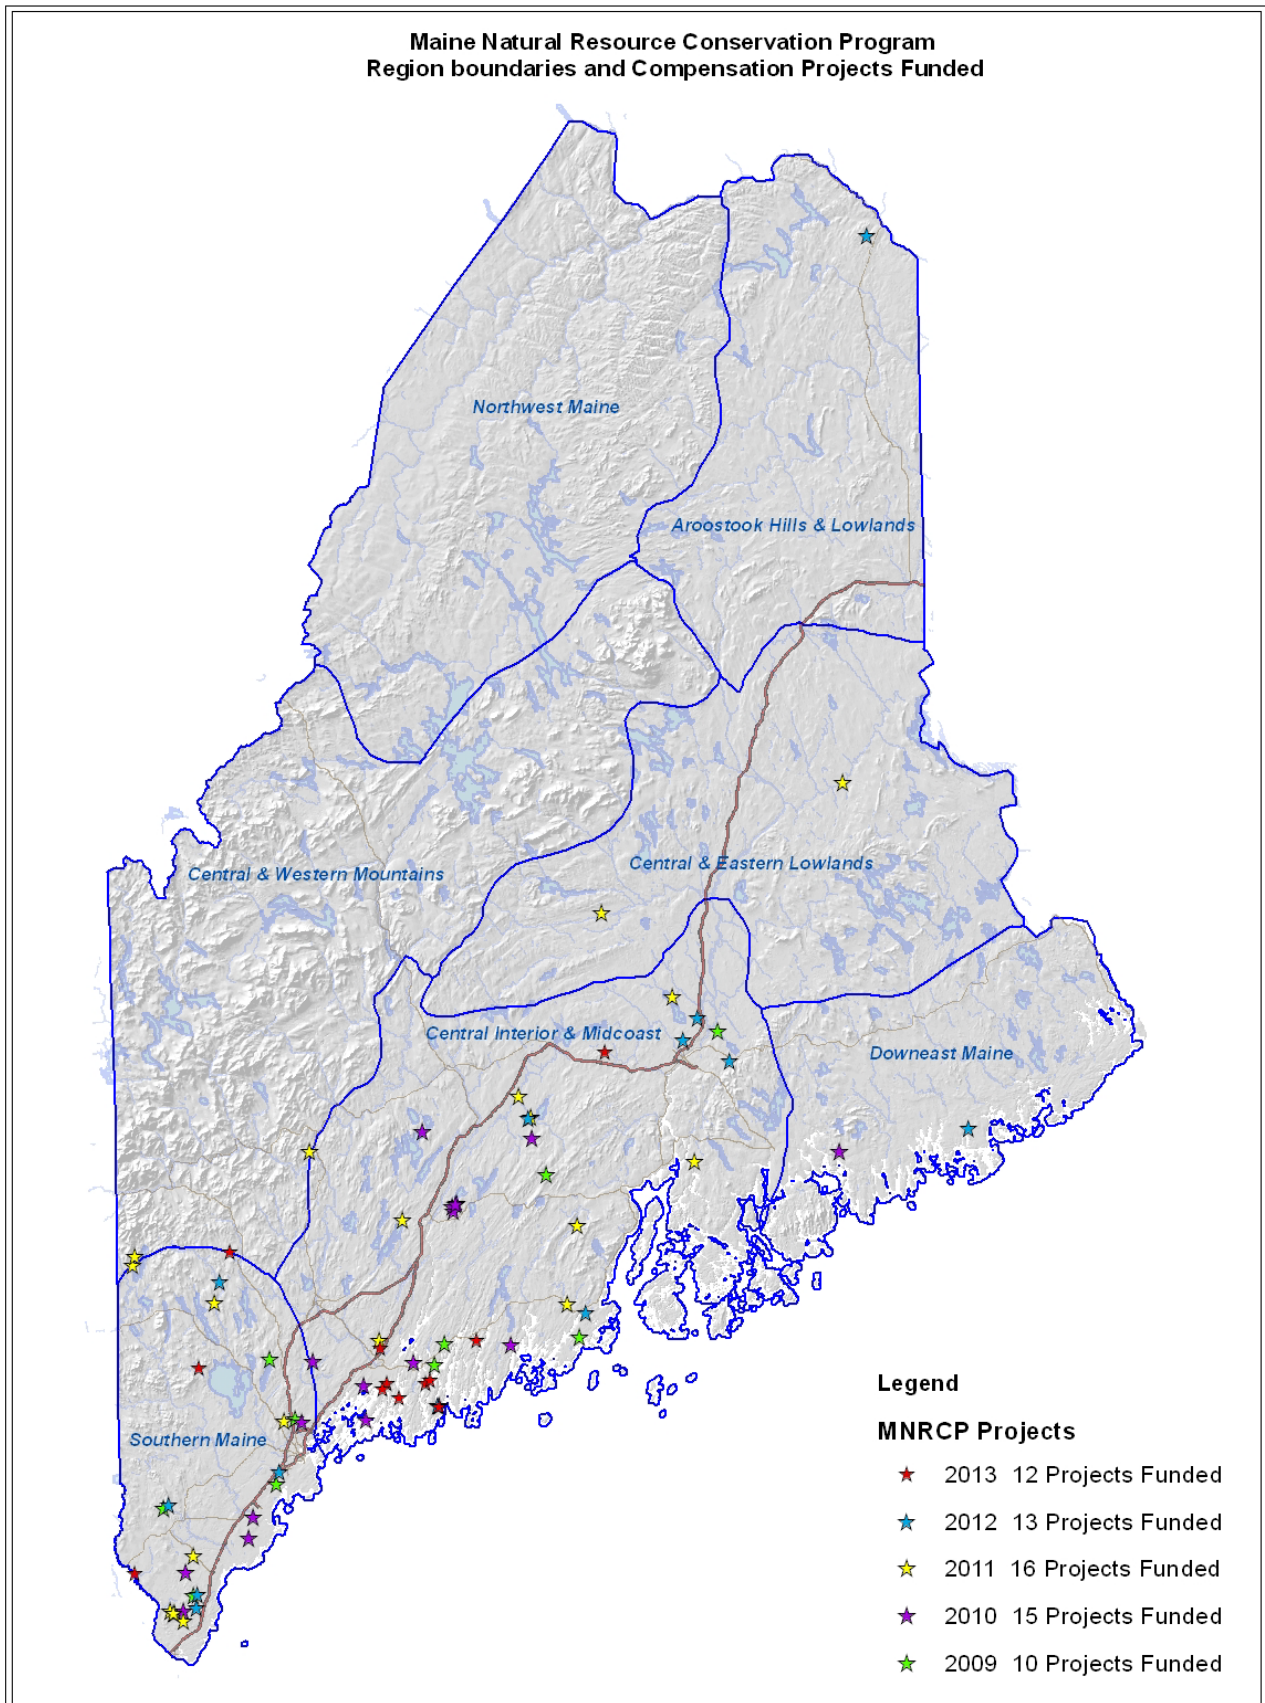 Maine Natural Resource Conservation Program
Region boundaries and Compensation Projects Funded
Northwest Maine
Aroostook Hills & Lowlands
Central & Eastern Lowlands
Central & Western Mountains
Central Interior & Midcoast
Downeast Maine
Southern Maine
Legend
MNRCP Projects
2013 12 Projects Funded
2012 13 Projects Funded
2011 16 Projects Funded
2010 15 Projects Funded
2009 10 Projects Funded